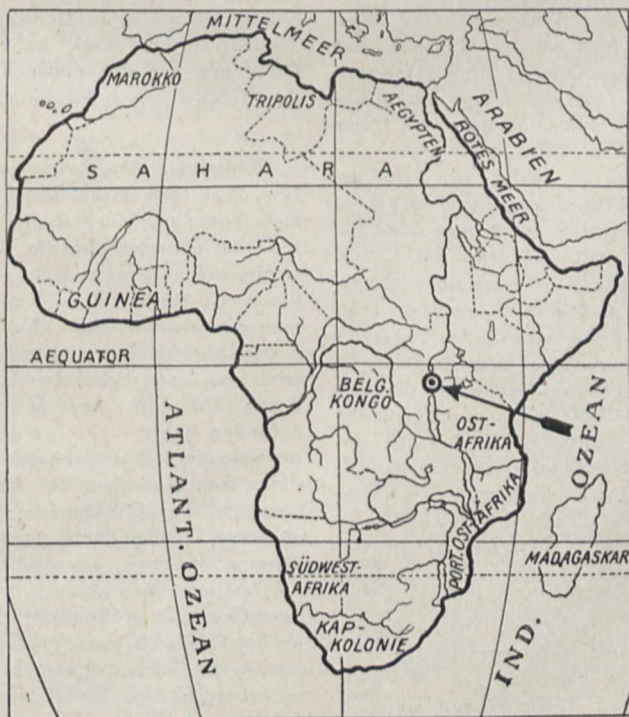 MITTELMEER
MAROKKO
TRIPOLIS
AEGYPTEN
ARABIEN
ROTES MEER
SAHARA
GUINEA
AEQUATOR
BELG.
KONGO
OST-
AFRIKA
ATLANT. OZEAN
IND. OZEAN
PORT. OST-AFRIKA
MADAGASKAR
SÜDWEST-
AFRIKA
KAP-
KOLONIE